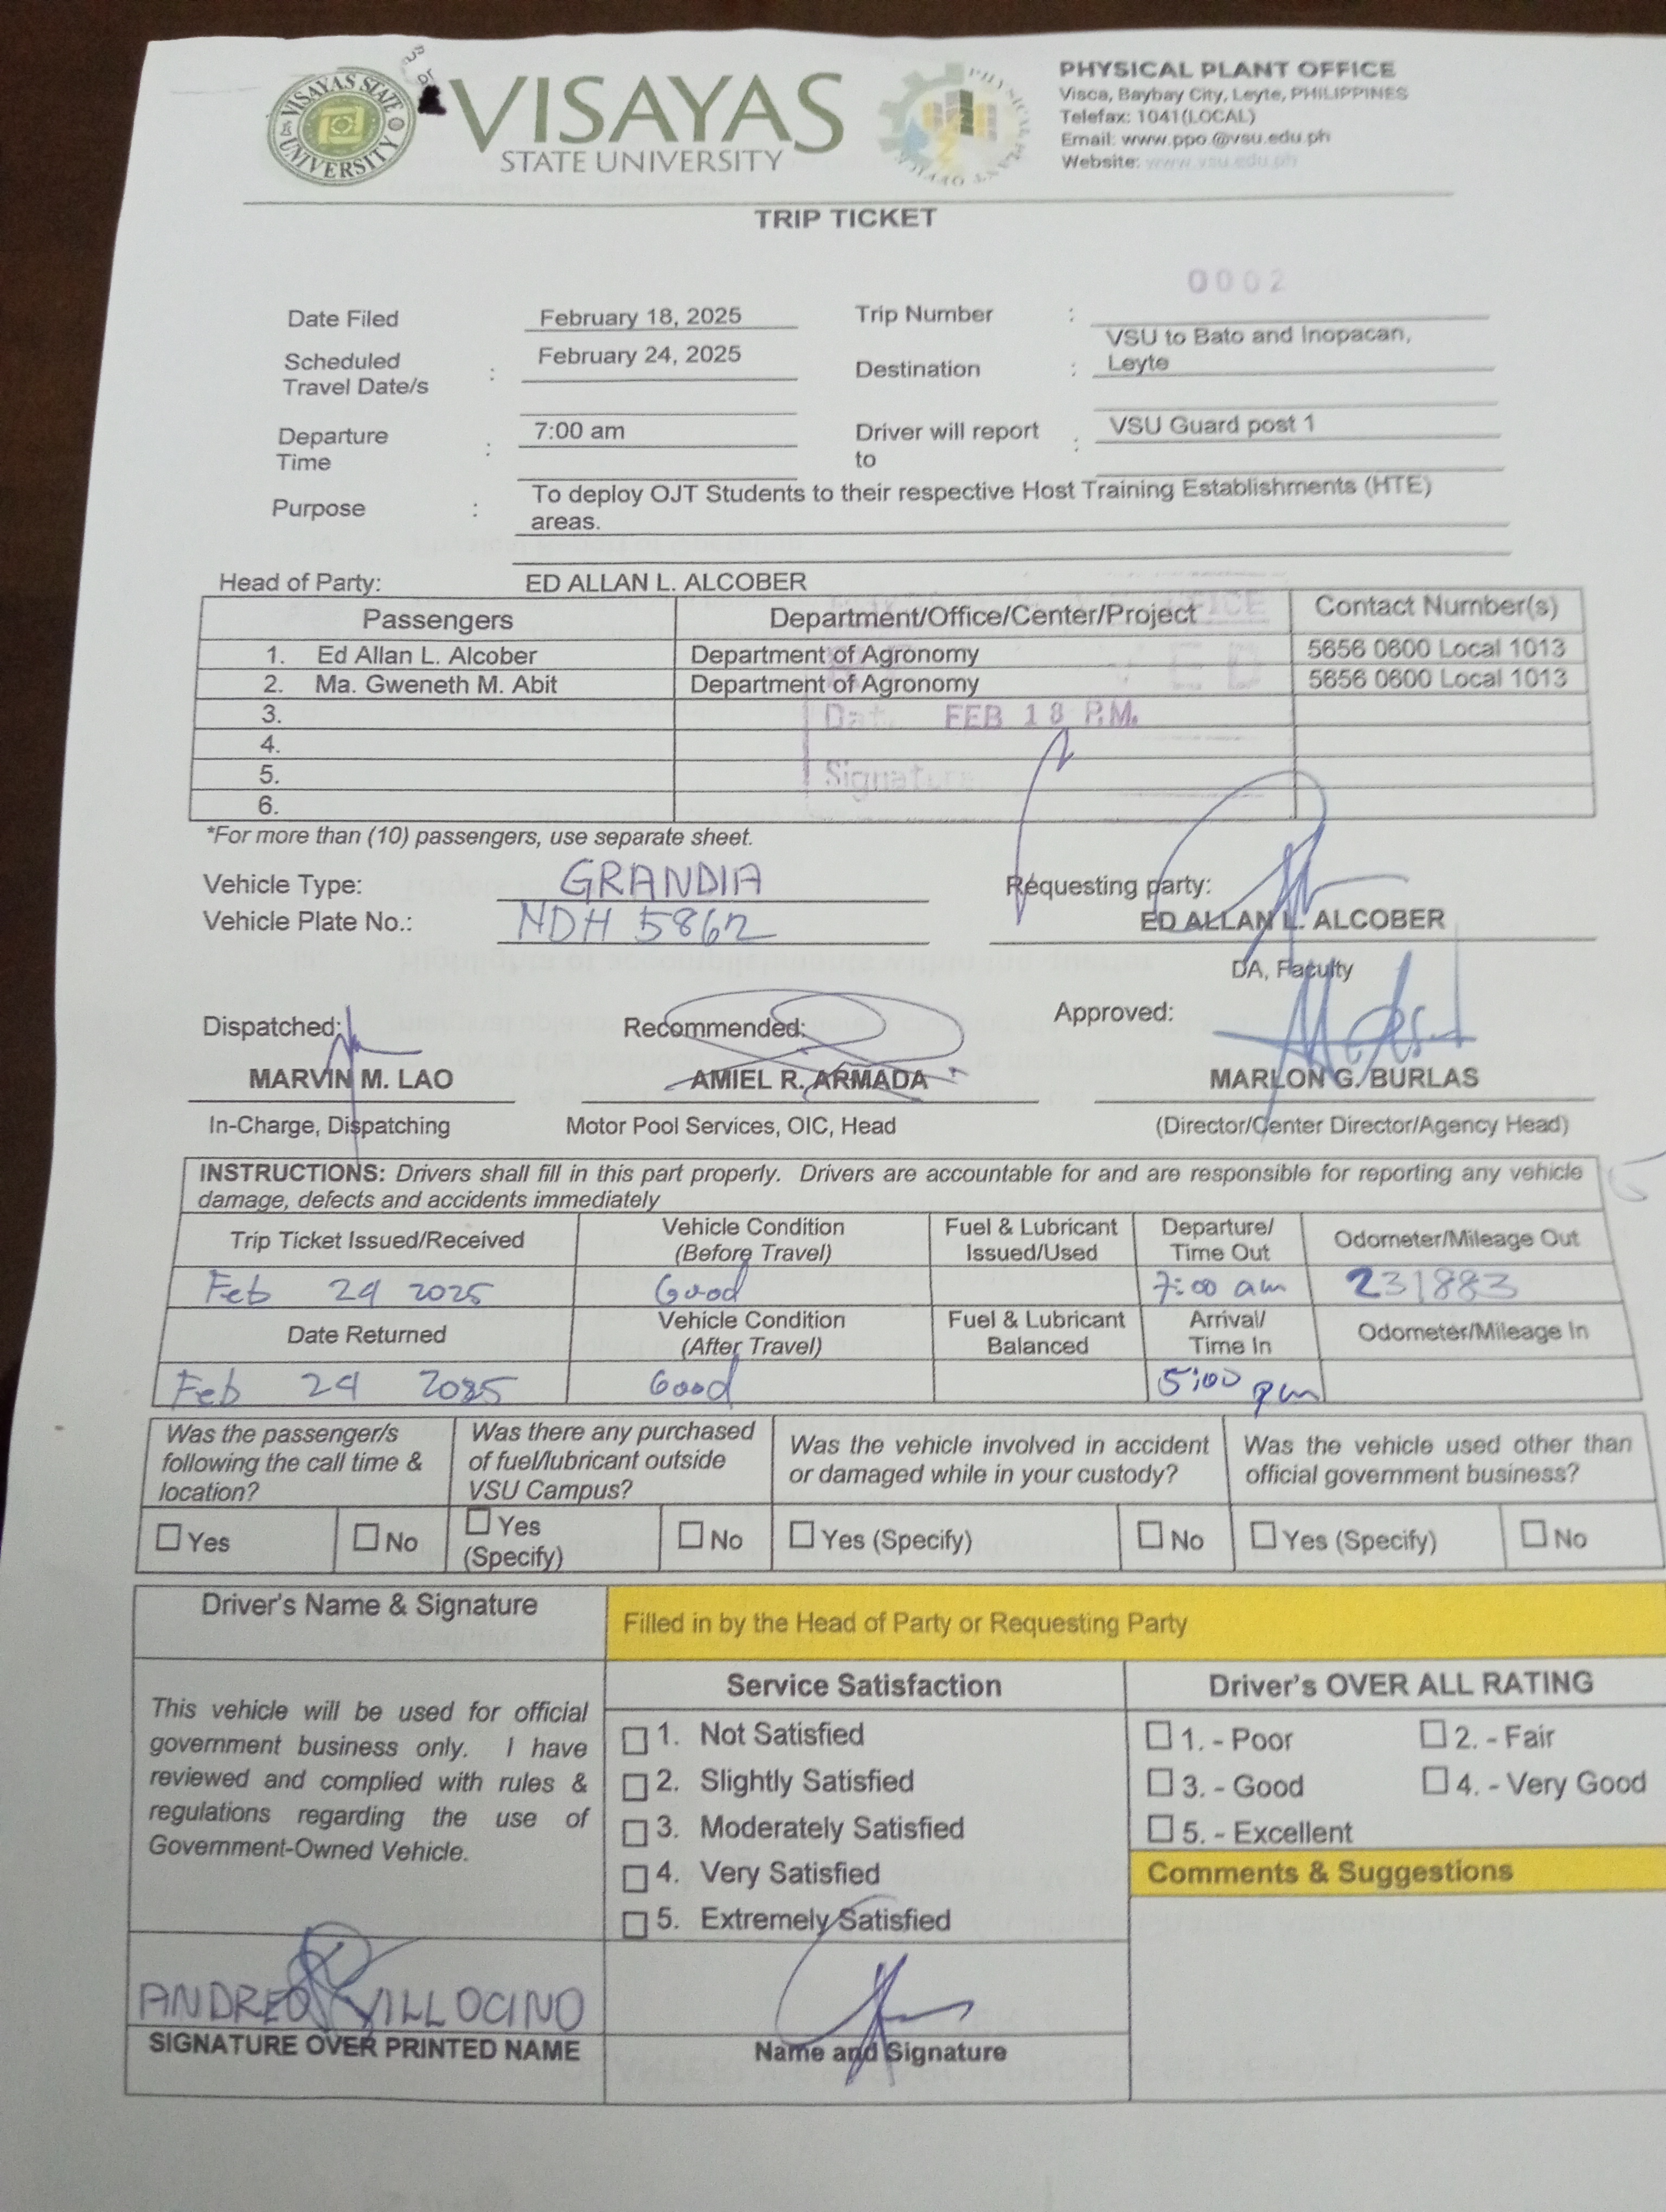 VISAYAS STATE UNIVERSITY
VISAYAS
STATE UNIVERSITY
PHYSICAL PLANT OFFICE
Visca, Baybay City, Leyte, PHILIPPINES
Telefax: 1041(LOCAL)
Email: www.ppo @vsu.edu.ph
Website: www.vsu.edu.ph
TRIP TICKET
0002
Date Filed February 18, 2025 Trip Number :
Scheduled Travel Date/s : February 24, 2025 Destination : VSU to Bato and Inopacan, Leyte
Departure Time : 7:00 am Driver will report to : VSU Guard post 1
Purpose : To deploy OJT Students to their respective Host Training Establishments (HTE)
areas.
Head of Party: ED ALLAN L. ALCOBER
Passengers Department/Office/Center/Project Contact Number(s)
1. Ed Allan L. Alcober Department of Agronomy 5656 0600 Local 1013
2. Ma. Gweneth M. Abit Department of Agronomy 5656 0600 Local 1013
3.
FEB 18 P.M.
4.
5.
Signature
6.
*For more than (10) passengers, use separate sheet.
Vehicle Type: GRANDIA Requesting party:
Vehicle Plate No.: NDH 5862 ED ALLAN L. ALCOBER
DA, Faculty
Dispatched: Recommended: Approved:
MARVIN M. LAO AMIEL R. ARMADA MARLON G. BURLAS
In-Charge, Dispatching Motor Pool Services, OIC, Head (Director/Center Director/Agency Head)
INSTRUCTIONS: Drivers shall fill in this part properly. Drivers are accountable for and are responsible for reporting any vehicle
damage, defects and accidents immediately
Trip Ticket Issued/Received Vehicle Condition (Before Travel) Fuel & Lubricant Issued/Used Departure/ Time Out Odometer/Mileage Out
Feb 24 2025 Good 7:00 am 231883
Date Returned Vehicle Condition (After Travel) Fuel & Lubricant Balanced Arrival/ Time In Odometer/Mileage In
Feb 24 2025 Good 5:00 pm
Was the passenger/s following the call time & location? Was there any purchased of fuel/lubricant outside VSU Campus? Was the vehicle involved in accident or damaged while in your custody? Was the vehicle used other than official government business?
Yes No Yes (Specify) No Yes (Specify) No Yes (Specify) No
Driver's Name & Signature Filled in by the Head of Party or Requesting Party
Service Satisfaction Driver's OVER ALL RATING
This vehicle will be used for official
government business only. I have
reviewed and complied with rules &
regulations regarding the use of
Government-Owned Vehicle.
1. Not Satisfied
2. Slightly Satisfied
3. Moderately Satisfied
4. Very Satisfied
5. Extremely Satisfied
1. - Poor 2. - Fair
3. - Good 4. - Very Good
5. - Excellent
Comments & Suggestions
ANDREO VILLOCINO
SIGNATURE OVER PRINTED NAME Name and Signature